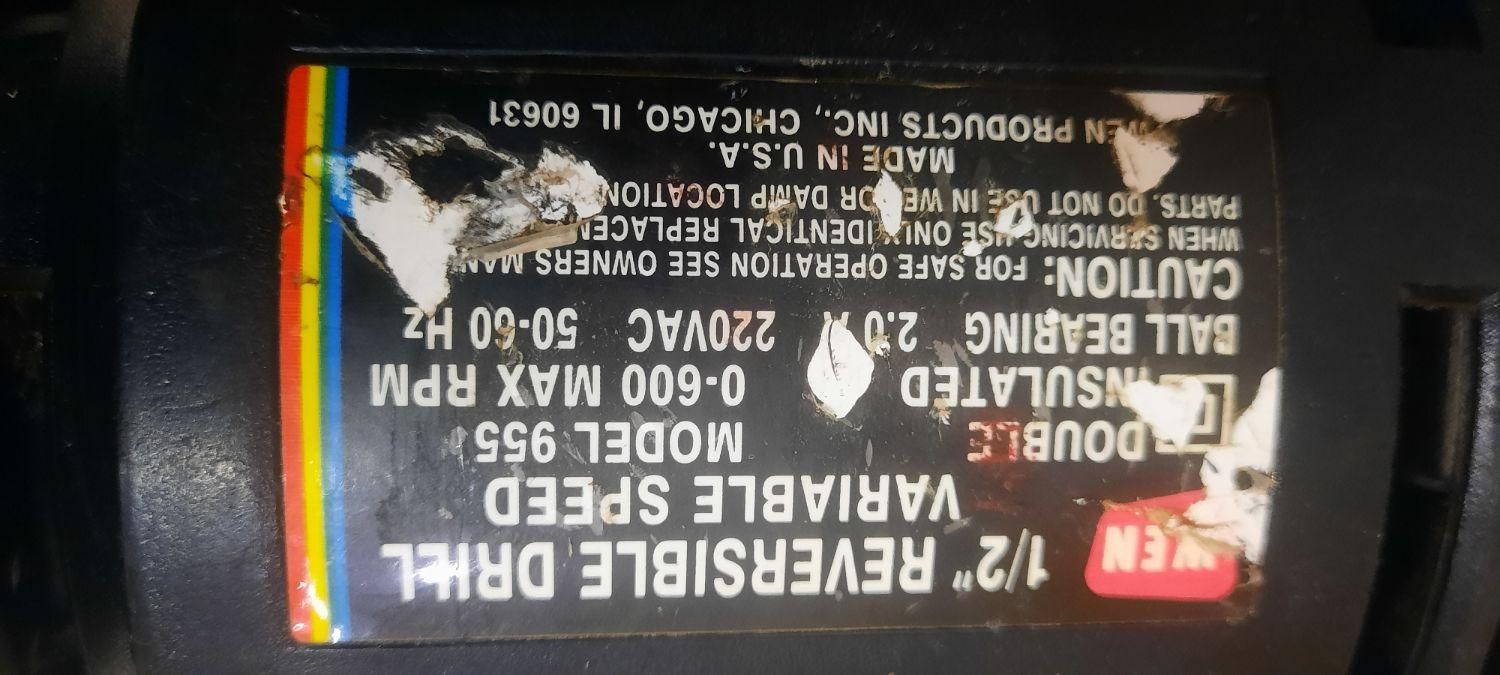 WEN
1/2" REVERSIBLE DRILL
VARIABLE SPEED
DOUBLE MODEL 955
INSULATED 0-600 MAX RPM
BALL BEARING 2.0 A 220VAC 50-60 Hz
CAUTION: FOR SAFE OPERATION SEE OWNERS
WHEN SERVICING USE ONLY IDENTICAL
PARTS. DO NOT USE IN OR DAMP LOCATION
MADE IN U.S.A.
WEN PRODUCTS INC., CHICAGO, IL 60631